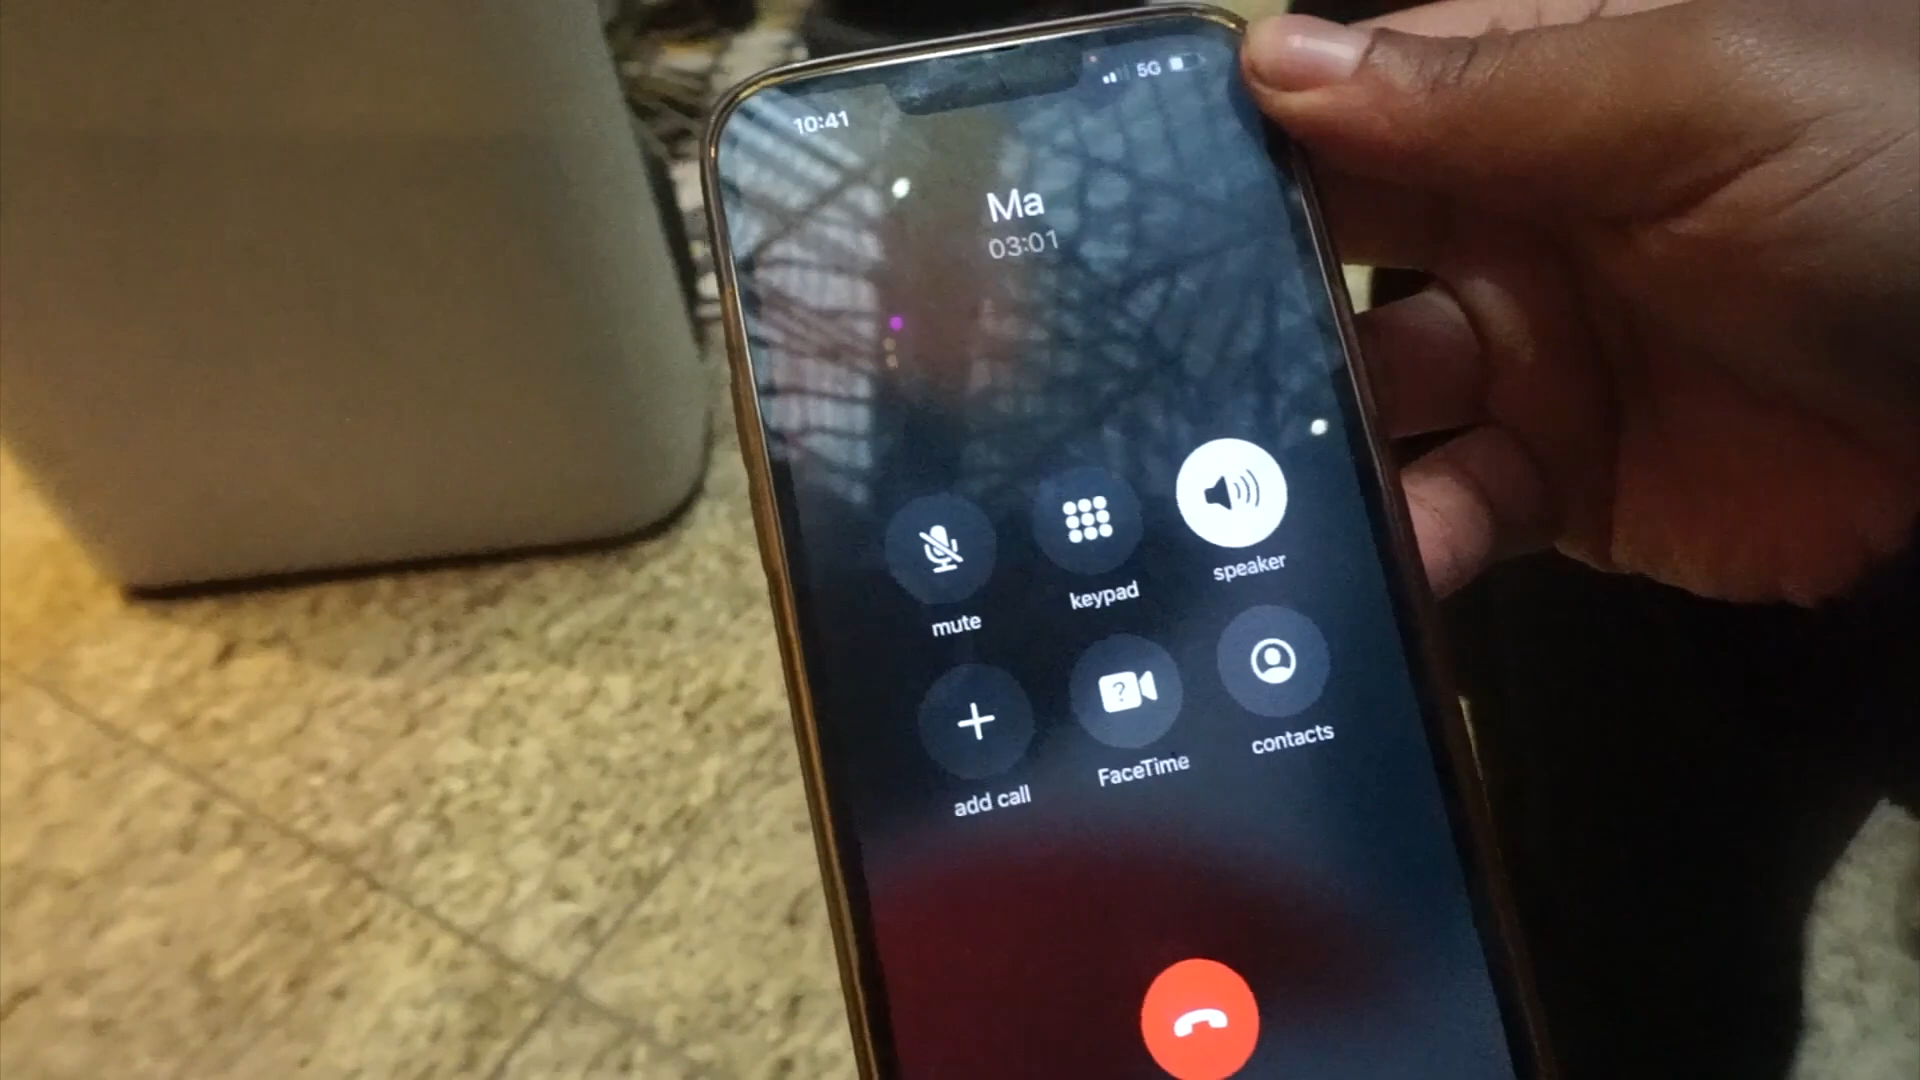 10:41
5G
Ma
03:01
mute
keypad
speaker
add call
FaceTime
contacts